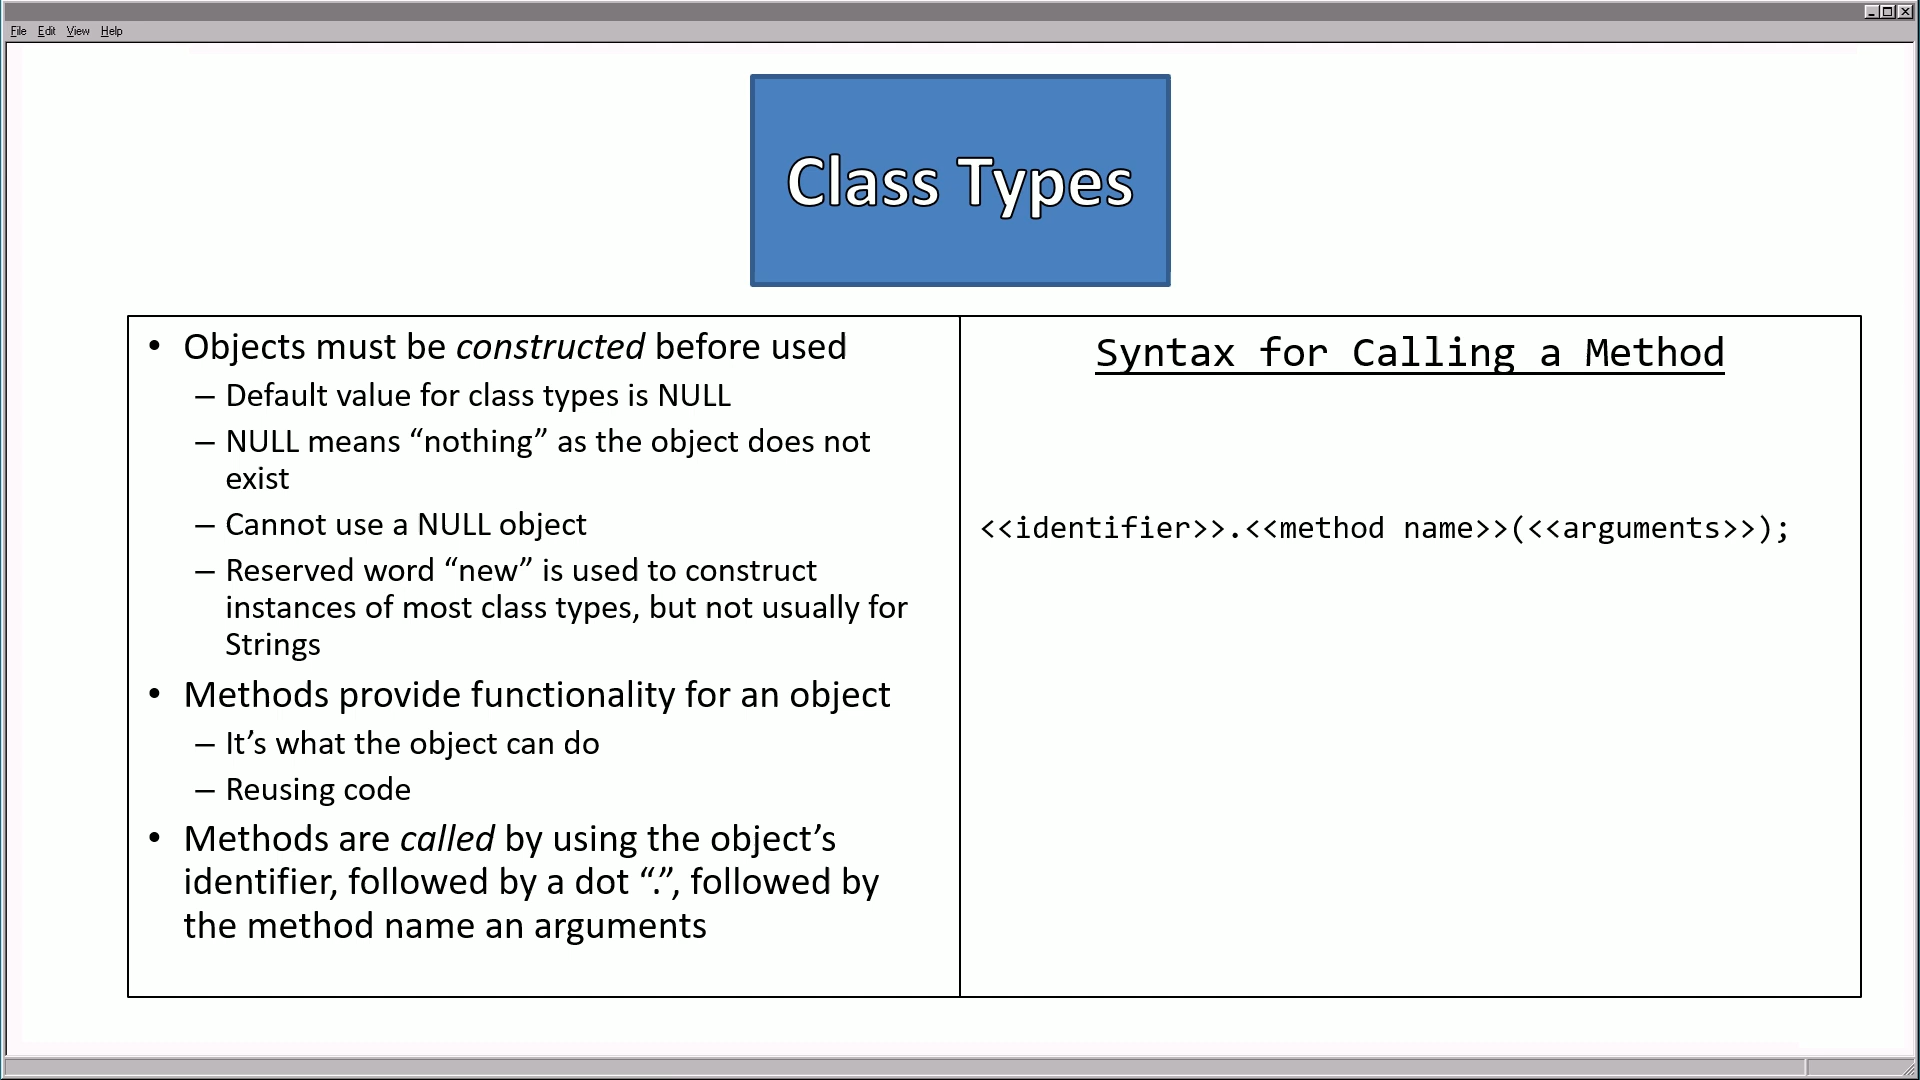 File Edit View Help
Class Types
• Objects must be constructed before used
– Default value for class types is NULL
– NULL means “nothing” as the object does not
exist
– Cannot use a NULL object
– Reserved word “new” is used to construct
instances of most class types, but not usually for
Strings
• Methods provide functionality for an object
– It’s what the object can do
– Reusing code
• Methods are called by using the object’s
identifier, followed by a dot “.”, followed by
the method name an arguments
Syntax for Calling a Method
<<identifier>>.<<method name>>(<<arguments>>);